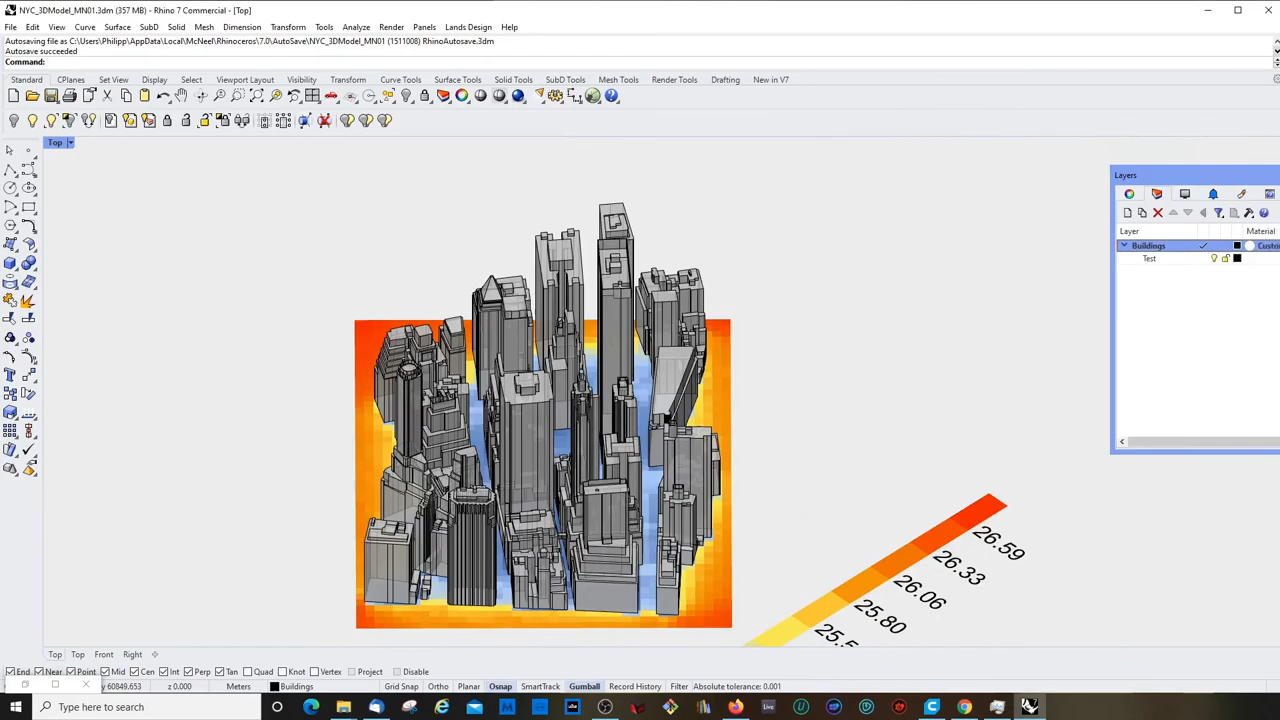 NYC_3DModel_MN01.3dm (357 MB) - Rhino 7 Commercial - [Top]
File Edit View Curve Surface SubD Solid Mesh Dimension Transform Tools Analyze Render Panels Lands Design Help
Autosaving file as C:\Users\Philipp\AppData\Local\McNeel\Rhinoceros\7.0\AutoSave\NYC_3DModel_MN01 (1511008) RhinoAutosave.3dm
Autosave succeeded
Command:
Standard CPlanes Set View Display Select Viewport Layout Visibility Transform Curve Tools Surface Tools Solid Tools SubD Tools Mesh Tools Render Tools Drafting New in V7
Top
Layers
Layer Material
Buildings Custo
Test
26.59
26.33
26.06
25.80
25.5
Top Top Front Right
End Near Point Mid Cen Int Perp Tan Quad Knot Vertex Project Disable
y 60849.653 z 0.000 Meters Buildings Grid Snap Ortho Planar Osnap SmartTrack Gumball Record History Filter Absolute tolerance: 0.001
Type here to search
Live